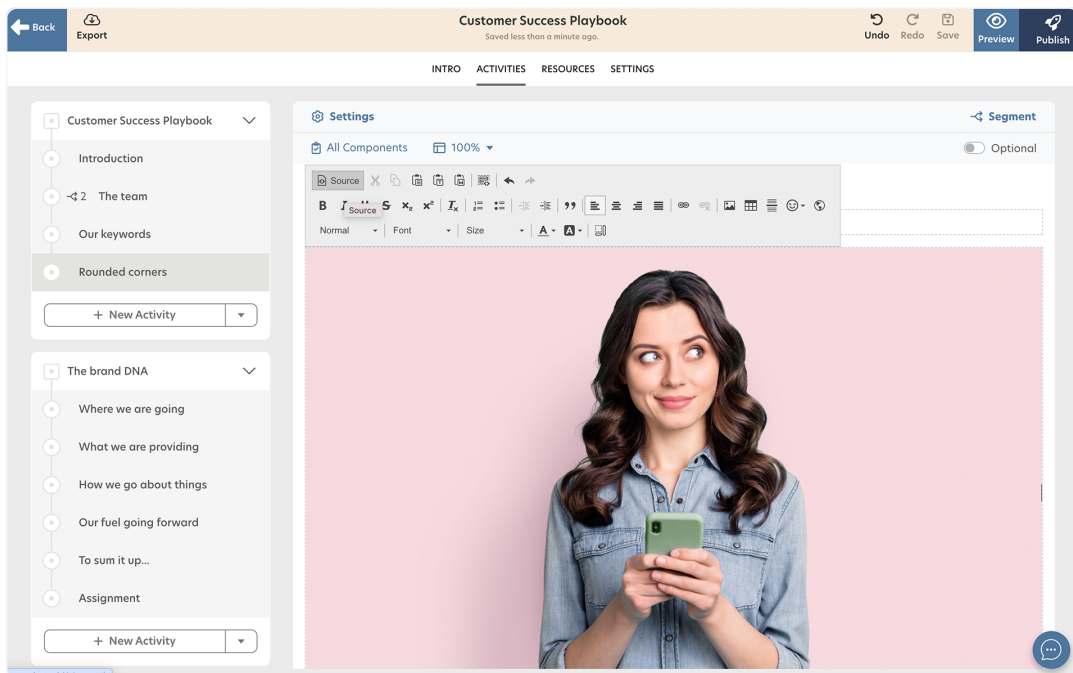 Back
Export
Customer Success Playbook
Saved less than a minute ago.
Undo
Redo
Save
Preview
Publish
INTRO
ACTIVITIES
RESOURCES
SETTINGS
Customer Success Playbook
Introduction
2 The team
Our keywords
Rounded corners
+ New Activity
The brand DNA
Where we are going
What we are providing
How we go about things
Our fuel going forward
To sum it up...
Assignment
+ New Activity
Settings
Segment
All Components
100%
Optional
Source
Source
Normal
Font
Size